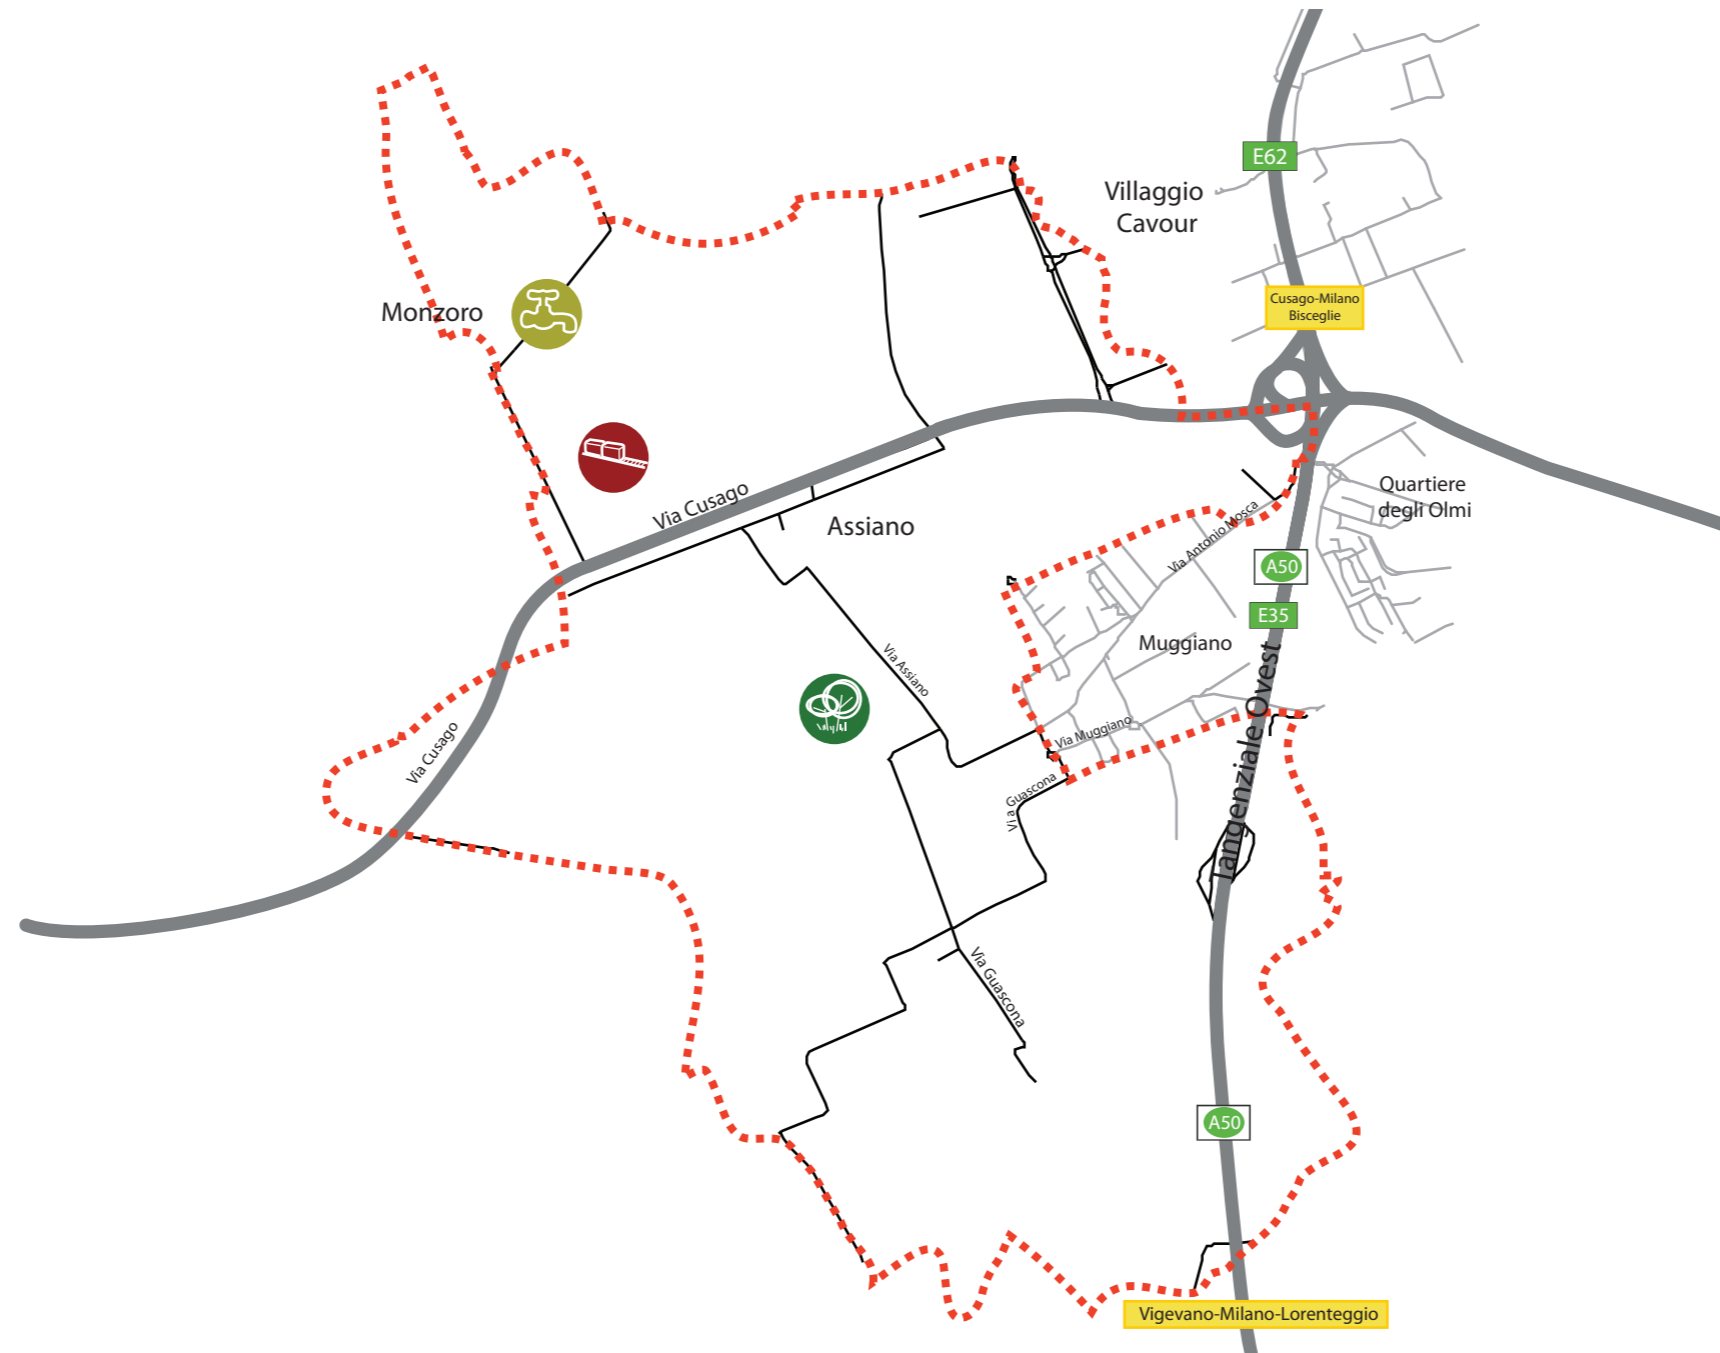 E62
Villaggio
Cavour
Cusago-Milano
Bisceglie
Monzoro
Via Cusago
Assiano
Quartiere
degli Olmi
Via Antonio Mosca
A50
E35
Muggiano
Via Assiano
Tangenziale Ovest
Via Muggiano
Via Cusago
Via Guascona
Via Guascona
A50
Vigevano-Milano-Lorenteggio